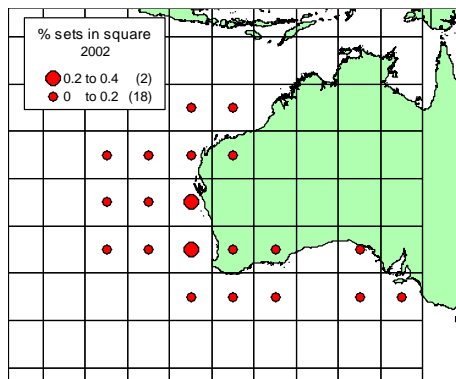 % sets in square
2002
0.2 to 0.4 (2)
0 to 0.2 (18)